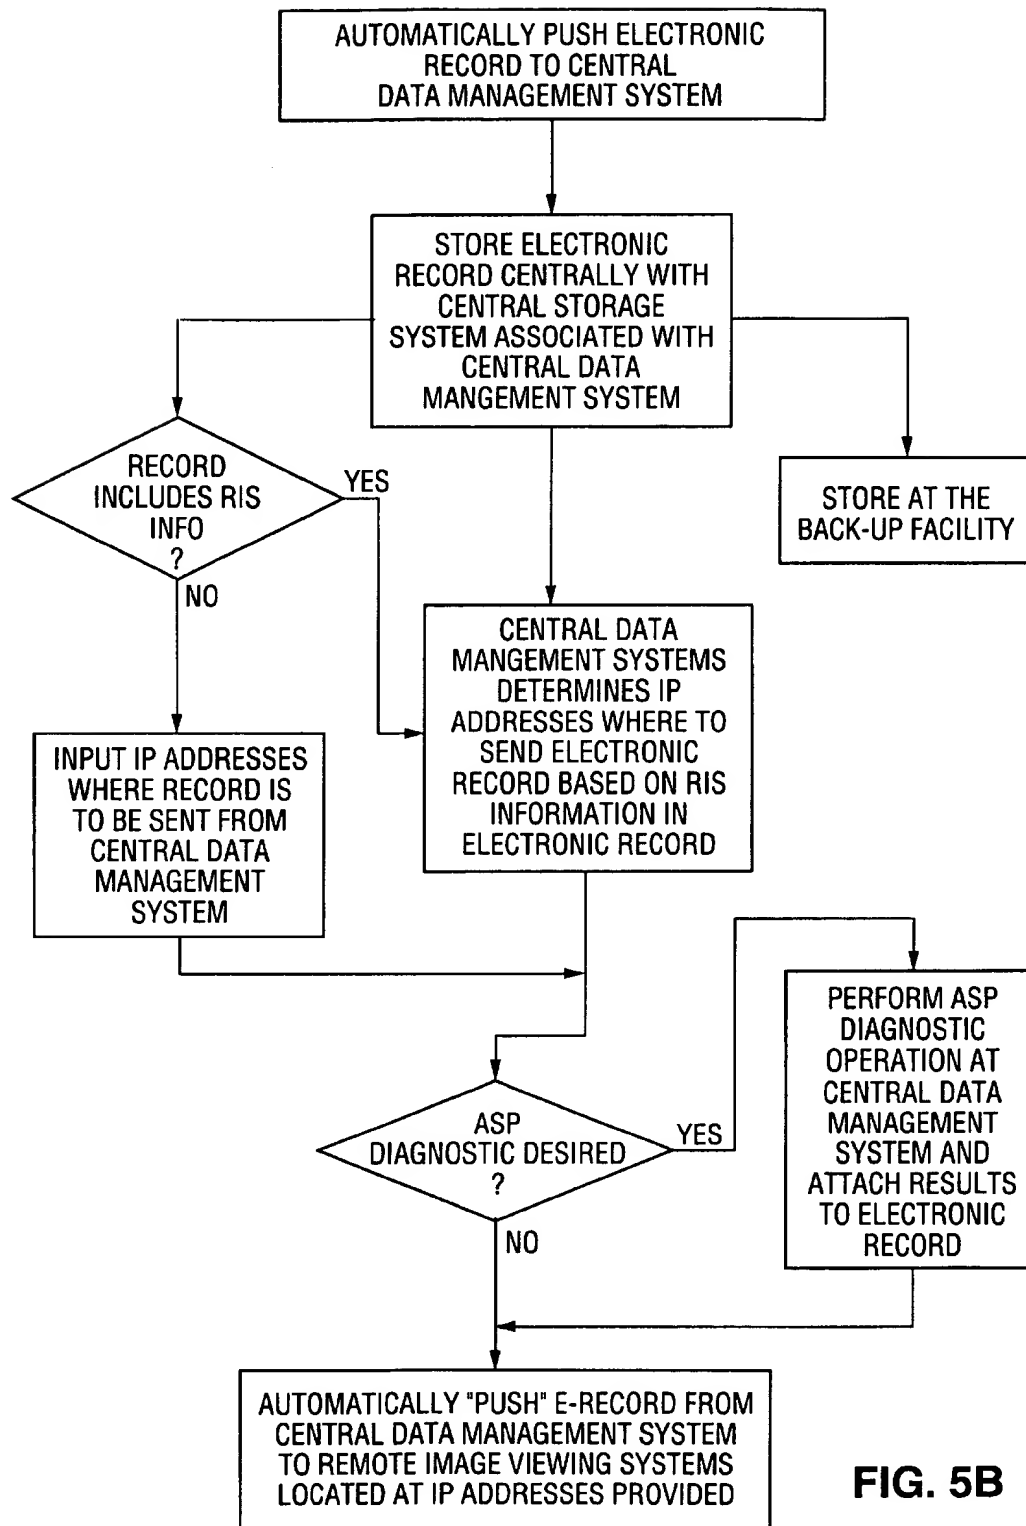 AUTOMATICALLY PUSH ELECTRONIC
RECORD TO CENTRAL
DATA MANAGEMENT SYSTEM
STORE ELECTRONIC
RECORD CENTRALLY WITH
CENTRAL STORAGE
SYSTEM ASSOCIATED WITH
CENTRAL DATA
MANGEMENT SYSTEM
RECORD
INCLUDES RIS
INFO
?
YES
NO
STORE AT THE
BACK-UP FACILITY
CENTRAL DATA
MANGEMENT SYSTEMS
DETERMINES IP
ADDRESSES WHERE TO
SEND ELECTRONIC
RECORD BASED ON RIS
INFORMATION IN
ELECTRONIC RECORD
INPUT IP ADDRESSES
WHERE RECORD IS
TO BE SENT FROM
CENTRAL DATA
MANAGEMENT
SYSTEM
ASP
DIAGNOSTIC DESIRED
?
YES
NO
PERFORM ASP
DIAGNOSTIC
OPERATION AT
CENTRAL DATA
MANAGEMENT
SYSTEM AND
ATTACH RESULTS
TO ELECTRONIC
RECORD
AUTOMATICALLY "PUSH" E-RECORD FROM
CENTRAL DATA MANAGEMENT SYSTEM
TO REMOTE IMAGE VIEWING SYSTEMS
LOCATED AT IP ADDRESSES PROVIDED
FIG. 5B